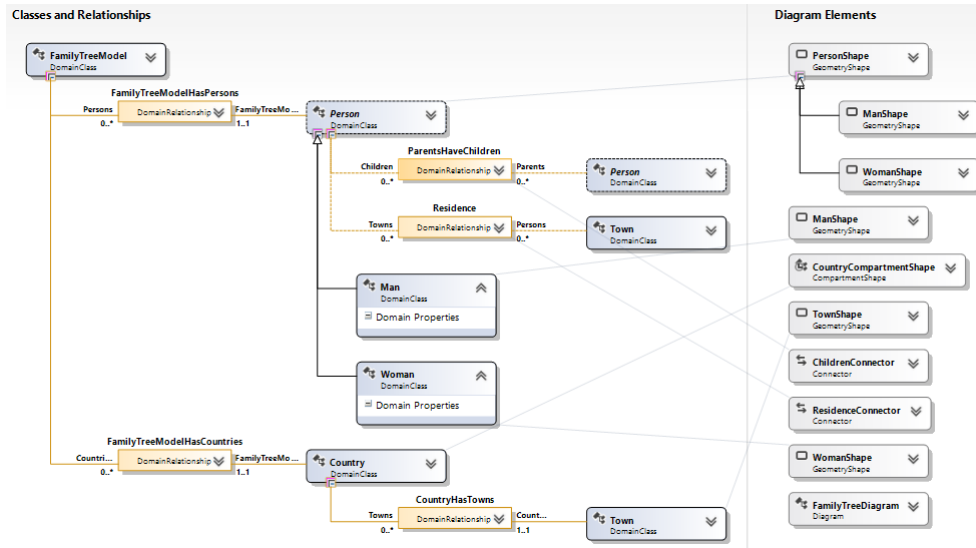 Classes and Relationships
Diagram Elements
FamilyTreeModel
DomainClass
FamilyTreeModelHasPersons
Persons
DomainRelationship
FamilyTreeMo ...
0..*
1..1
Person
DomainClass
ParentsHaveChildren
Children
DomainRelationship
Parents
0..*
0..*
Person
DomainClass
Residence
Towns
DomainRelationship
Persons
0..*
0..*
Town
DomainClass
Man
DomainClass
Domain Properties
Woman
DomainClass
Domain Properties
FamilyTreeModelHasCountries
Countri...
DomainRelationship
FamilyTreeMo ...
0..*
1..1
Country
DomainClass
CountryHasTowns
Towns
DomainRelationship
Count...
0..*
1..1
Town
DomainClass
PersonShape
GeometryShape
ManShape
GeometryShape
WomanShape
GeometryShape
ManShape
GeometryShape
CountryCompartmentShape
CompartmentShape
TownShape
GeometryShape
ChildrenConnector
Connector
ResidenceConnector
Connector
WomanShape
GeometryShape
FamilyTreeDiagram
Diagram